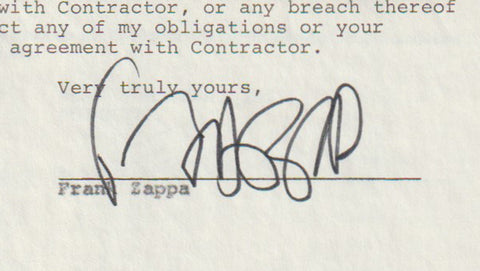 with Contractor, or any breach thereof
ct any of my obligations or your
agreement with Contractor.
Very truly yours,
Frank Zappa